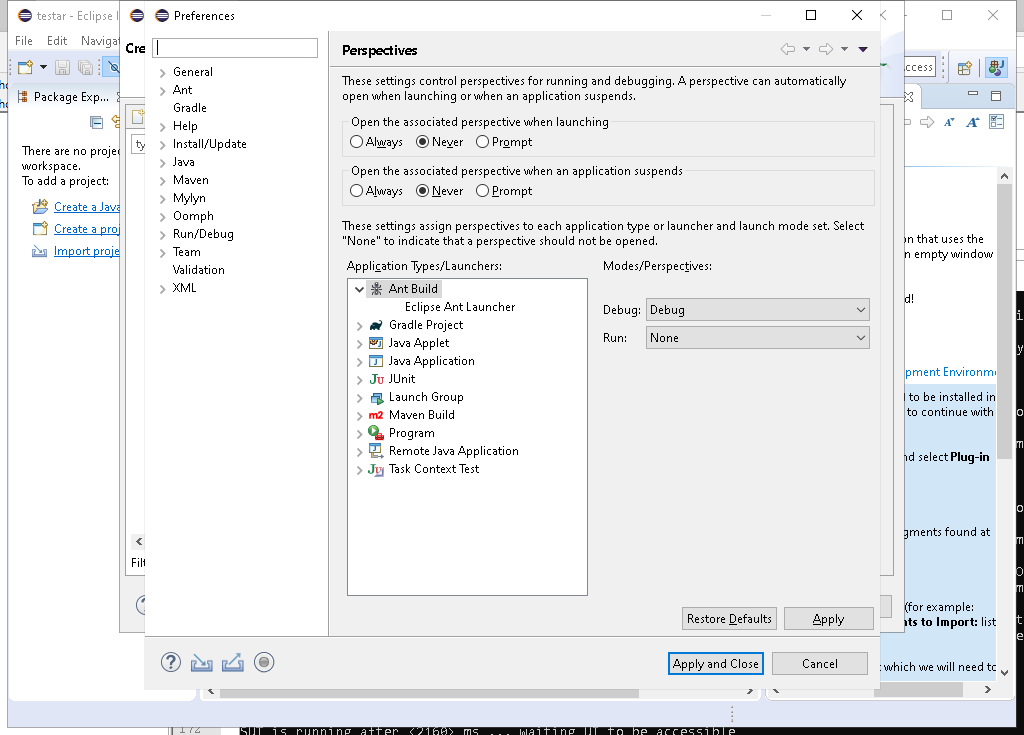 testar - Eclipse I
Preferences
File Edit Navigat
Cre
Perspectives
ccess
Package Exp...
These settings control perspectives for running and debugging. A perspective can automatically
open when launching or when an application suspends.
General
Ant
Gradle
Help
Install/Update
Java
Maven
Mylyn
Oomph
Run/Debug
Team
Validation
XML
Open the associated perspective when launching
Always Never Prompt
Open the associated perspective when an application suspends
Always Never Prompt
These settings assign perspectives to each application type or launcher and launch mode set. Select
"None" to indicate that a perspective should not be opened.
Application Types/Launchers:
Modes/Perspectives:
Ant Build
Eclipse Ant Launcher
Gradle Project
Java Applet
Java Application
JUnit
Launch Group
Maven Build
Program
Remote Java Application
Task Context Test
Debug: Debug
Run: None
Restore Defaults
Apply
Apply and Close
Cancel
There are no projec
workspace.
To add a project:
Create a Java
Create a proj
Import proje
ty
Filt
on that uses the
n empty window
d!
pment Environme
l to be installed in
to continue with
nd select Plug-in
gments found at
(for example:
nts to Import: list
which we will need to
172
SUT is running after <2160> ms ... waiting UI to be accessible